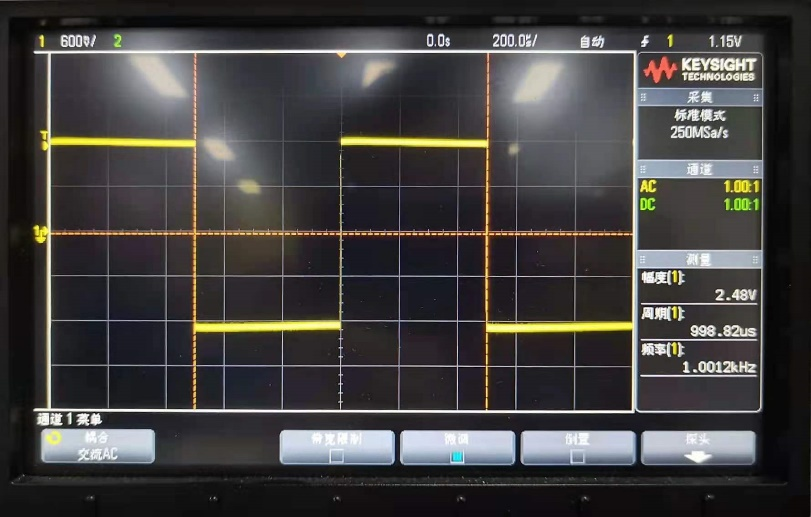 1 600♉/ 2 0.0s 200.0㎲/ 自动 1 1.15V
KEYSIGHT
TECHNOLOGIES
采集
标准模式
250MSa/s
通道
AC 1.00:1
DC 1.00:1
测量
幅度(1):
2.48V
周期(1):
998.82us
频率(1):
1.0012kHz
T
1
通道 1 菜单
耦合 带宽限制 微调 倒置 探头
交流AC